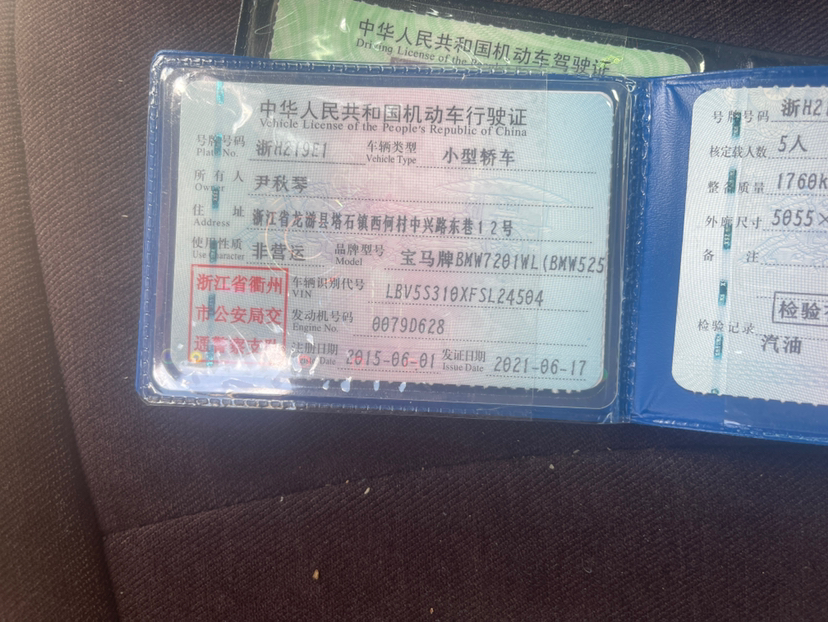 中华人民共和国机动车驾驶证
Driving License of the Pe
中华人民共和国机动车行驶证
Vehicle License of the People's Republic of China
号牌号码 浙H219E1 车辆类型 小型轿车
Plate No. Vehicle Type
所有人 尹秋琴
Owner
住址 浙江省龙游县塔石镇西何村中兴路东巷12号
Address
使用性质 非营运 品牌型号 宝马牌BMW7201WL(BMW525
Use Character Model
浙江省衢州
市公安局交
通警察支队
车辆识别代号 LBV5S310XFSL24504
VIN
发动机号码 0079D628
Engine No.
注册日期 2015-06-01 发证日期 2021-06-17
Register Date Issue Date
号牌号码 浙H21
核定载人数 5人
整备质量 1760k
外廓尺寸 5055×
备注
检验
检验记录
汽油